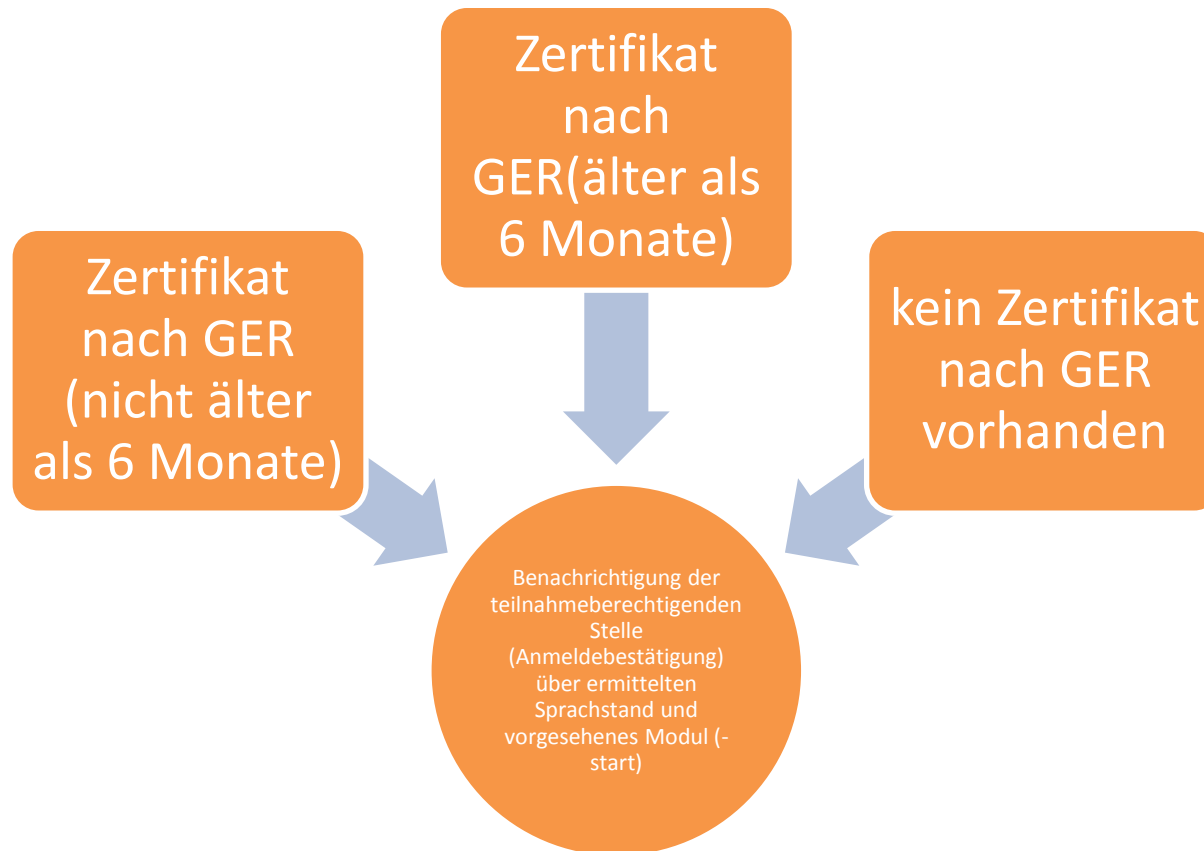 Zertifikat
nach
GER(älter als
6 Monate)
Zertifikat
nach GER
(nicht älter
als 6 Monate)
kein Zertifikat
nach GER
vorhanden
Benachrichtigung der
teilnahmeberechtigenden
Stelle
(Anmeldebestätigung)
über ermittelten
Sprachstand und
vorgesehenes Modul (-
start)